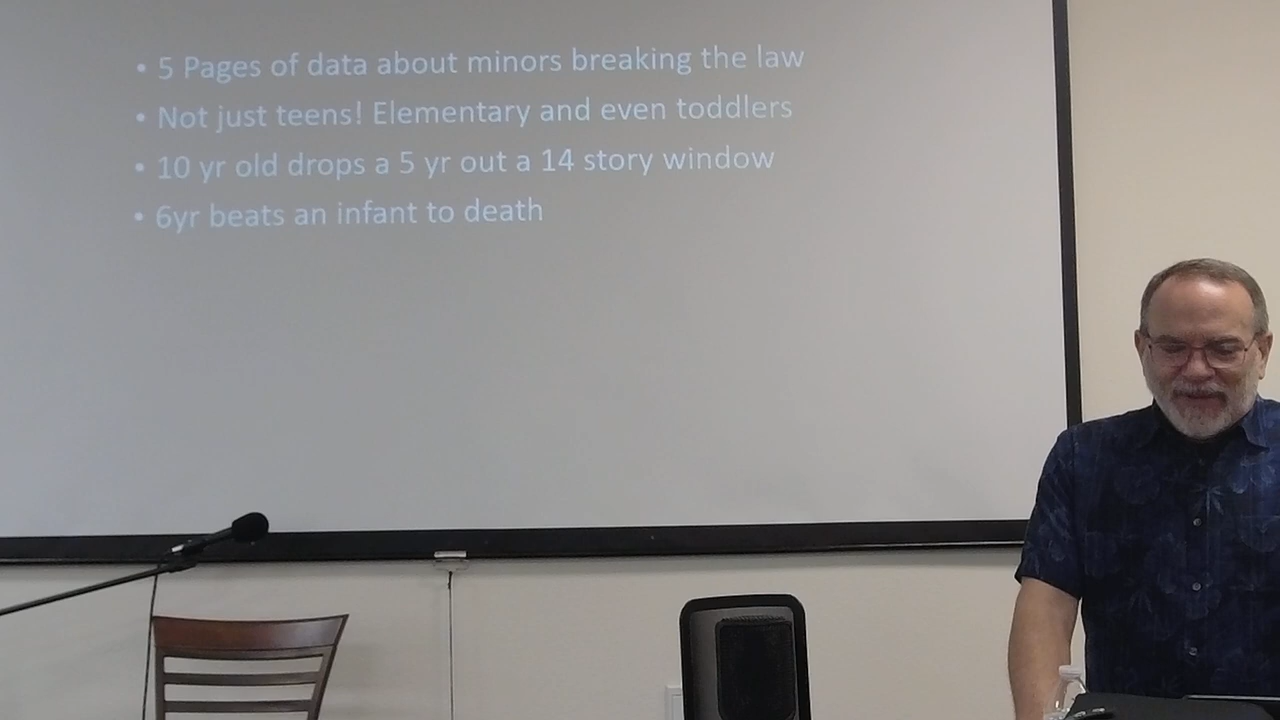 • 5 Pages of data about minors breaking the law
• Not just teens! Elementary and even toddlers
• 10 yr old drops a 5 yr out a 14 story window
• 6yr beats an infant to death